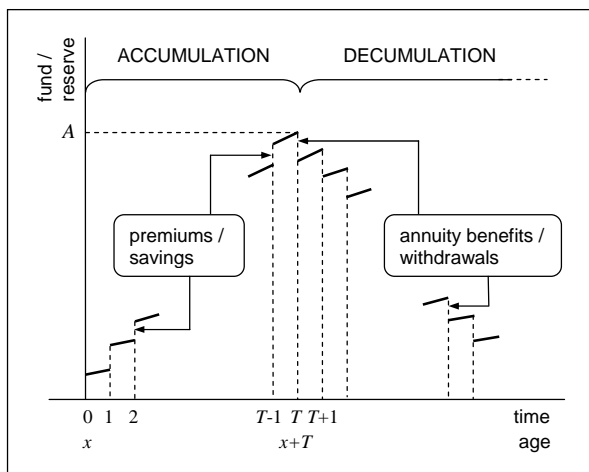 fund /
reserve
ACCUMULATION
DECUMULATION
A
premiums /
savings
annuity benefits /
withdrawals
0 1 2 T-1 T T+1 time
x x+T age